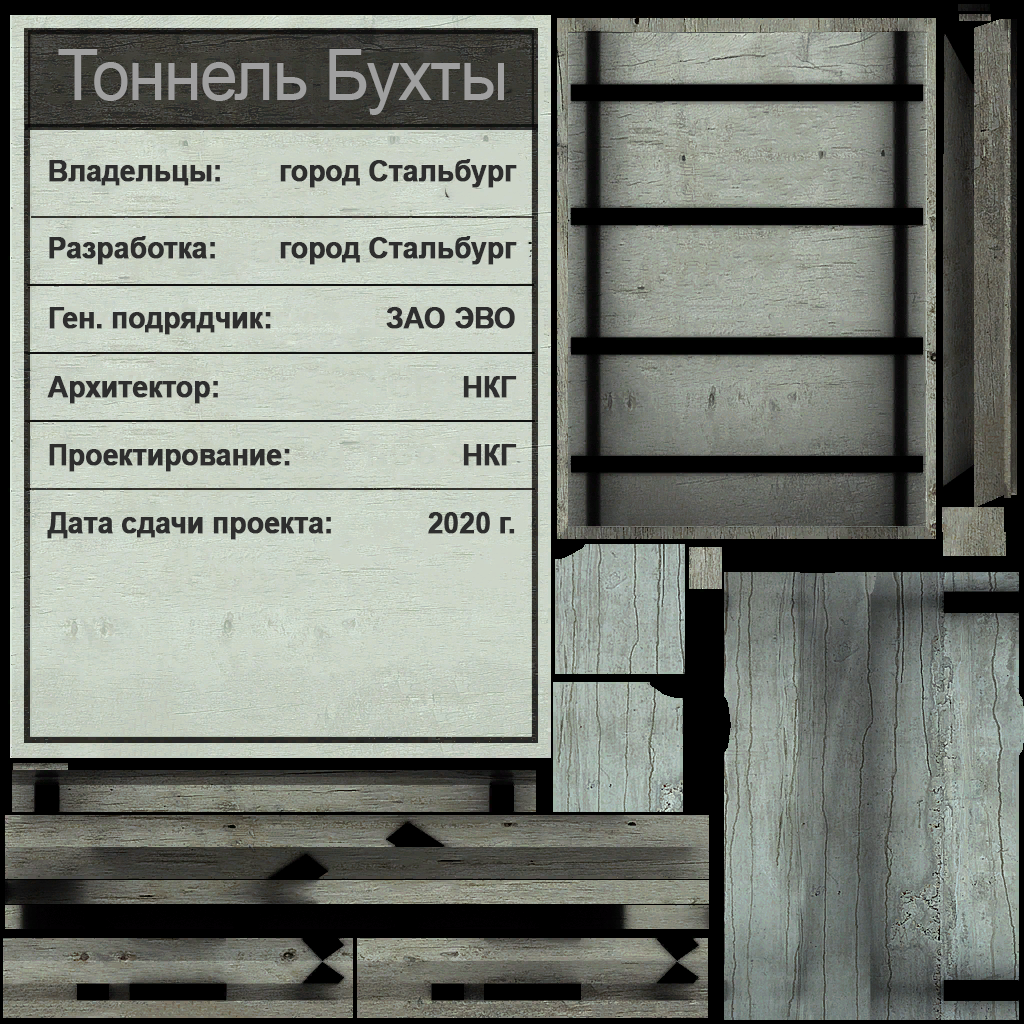 Тоннель Бухты
Владельцы: город Стальбург
Разработка: город Стальбург
Ген. подрядчик: ЗАО ЭВО
Архитектор: НКГ
Проектирование: НКГ
Дата сдачи проекта: 2020 г.